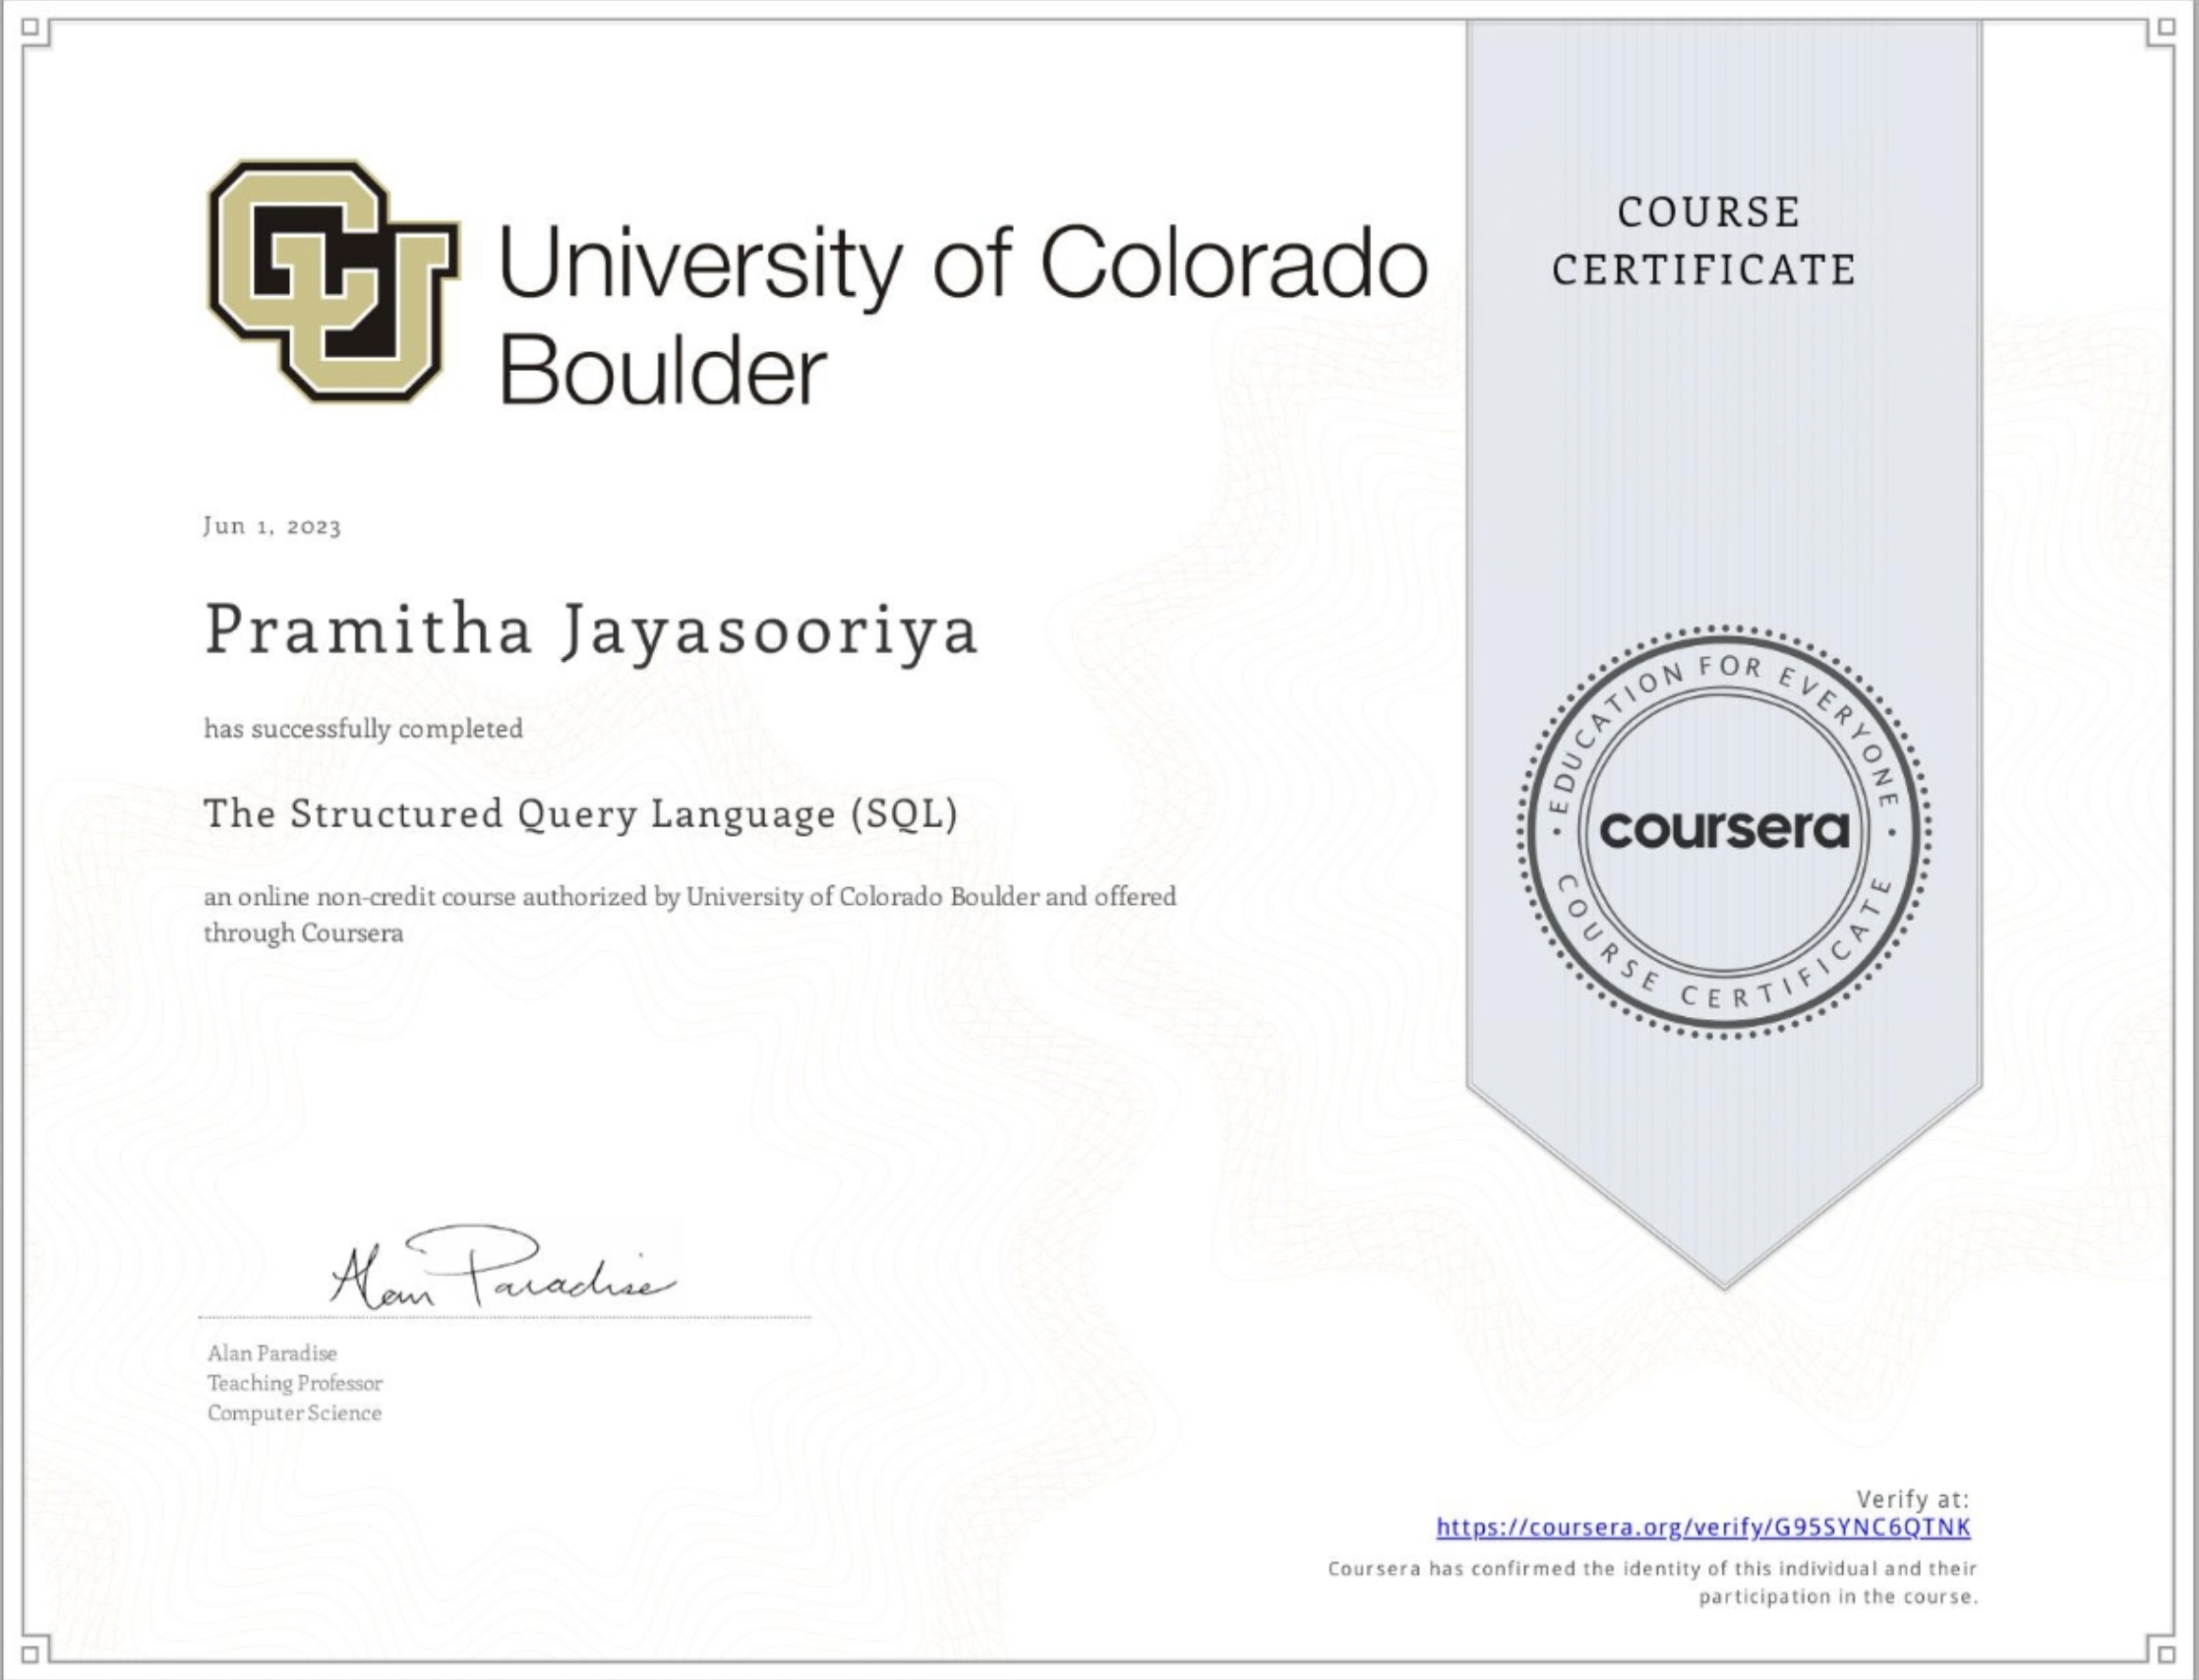 University of Colorado
Boulder
COURSE
CERTIFICATE
Jun 1, 2023
Pramitha Jayasooriya
has successfully completed
The Structured Query Language (SQL)
an online non-credit course authorized by University of Colorado Boulder and offered
through Coursera
EDUCATION FOR EVERYONE
coursera
COURSE CERTIFICATE
Alan Paradise
Alan Paradise
Teaching Professor
Computer Science
Verify at:
https://coursera.org/verify/G95SYNC6QTNK
Coursera has confirmed the identity of this individual and their
participation in the course.